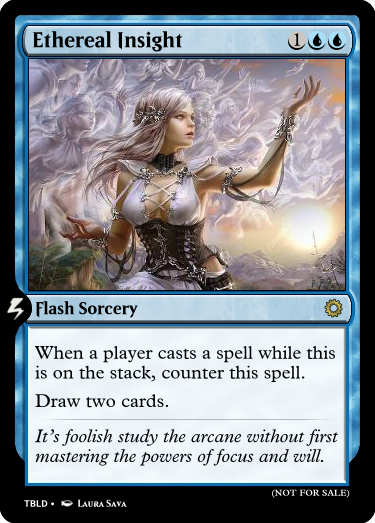 Ethereal Insight 1
Flash Sorcery
When a player casts a spell while this
is on the stack, counter this spell.
Draw two cards.
It's foolish study the arcane without first
mastering the powers of focus and will.
(NOT FOR SALE)
TBLD • Laura Sava